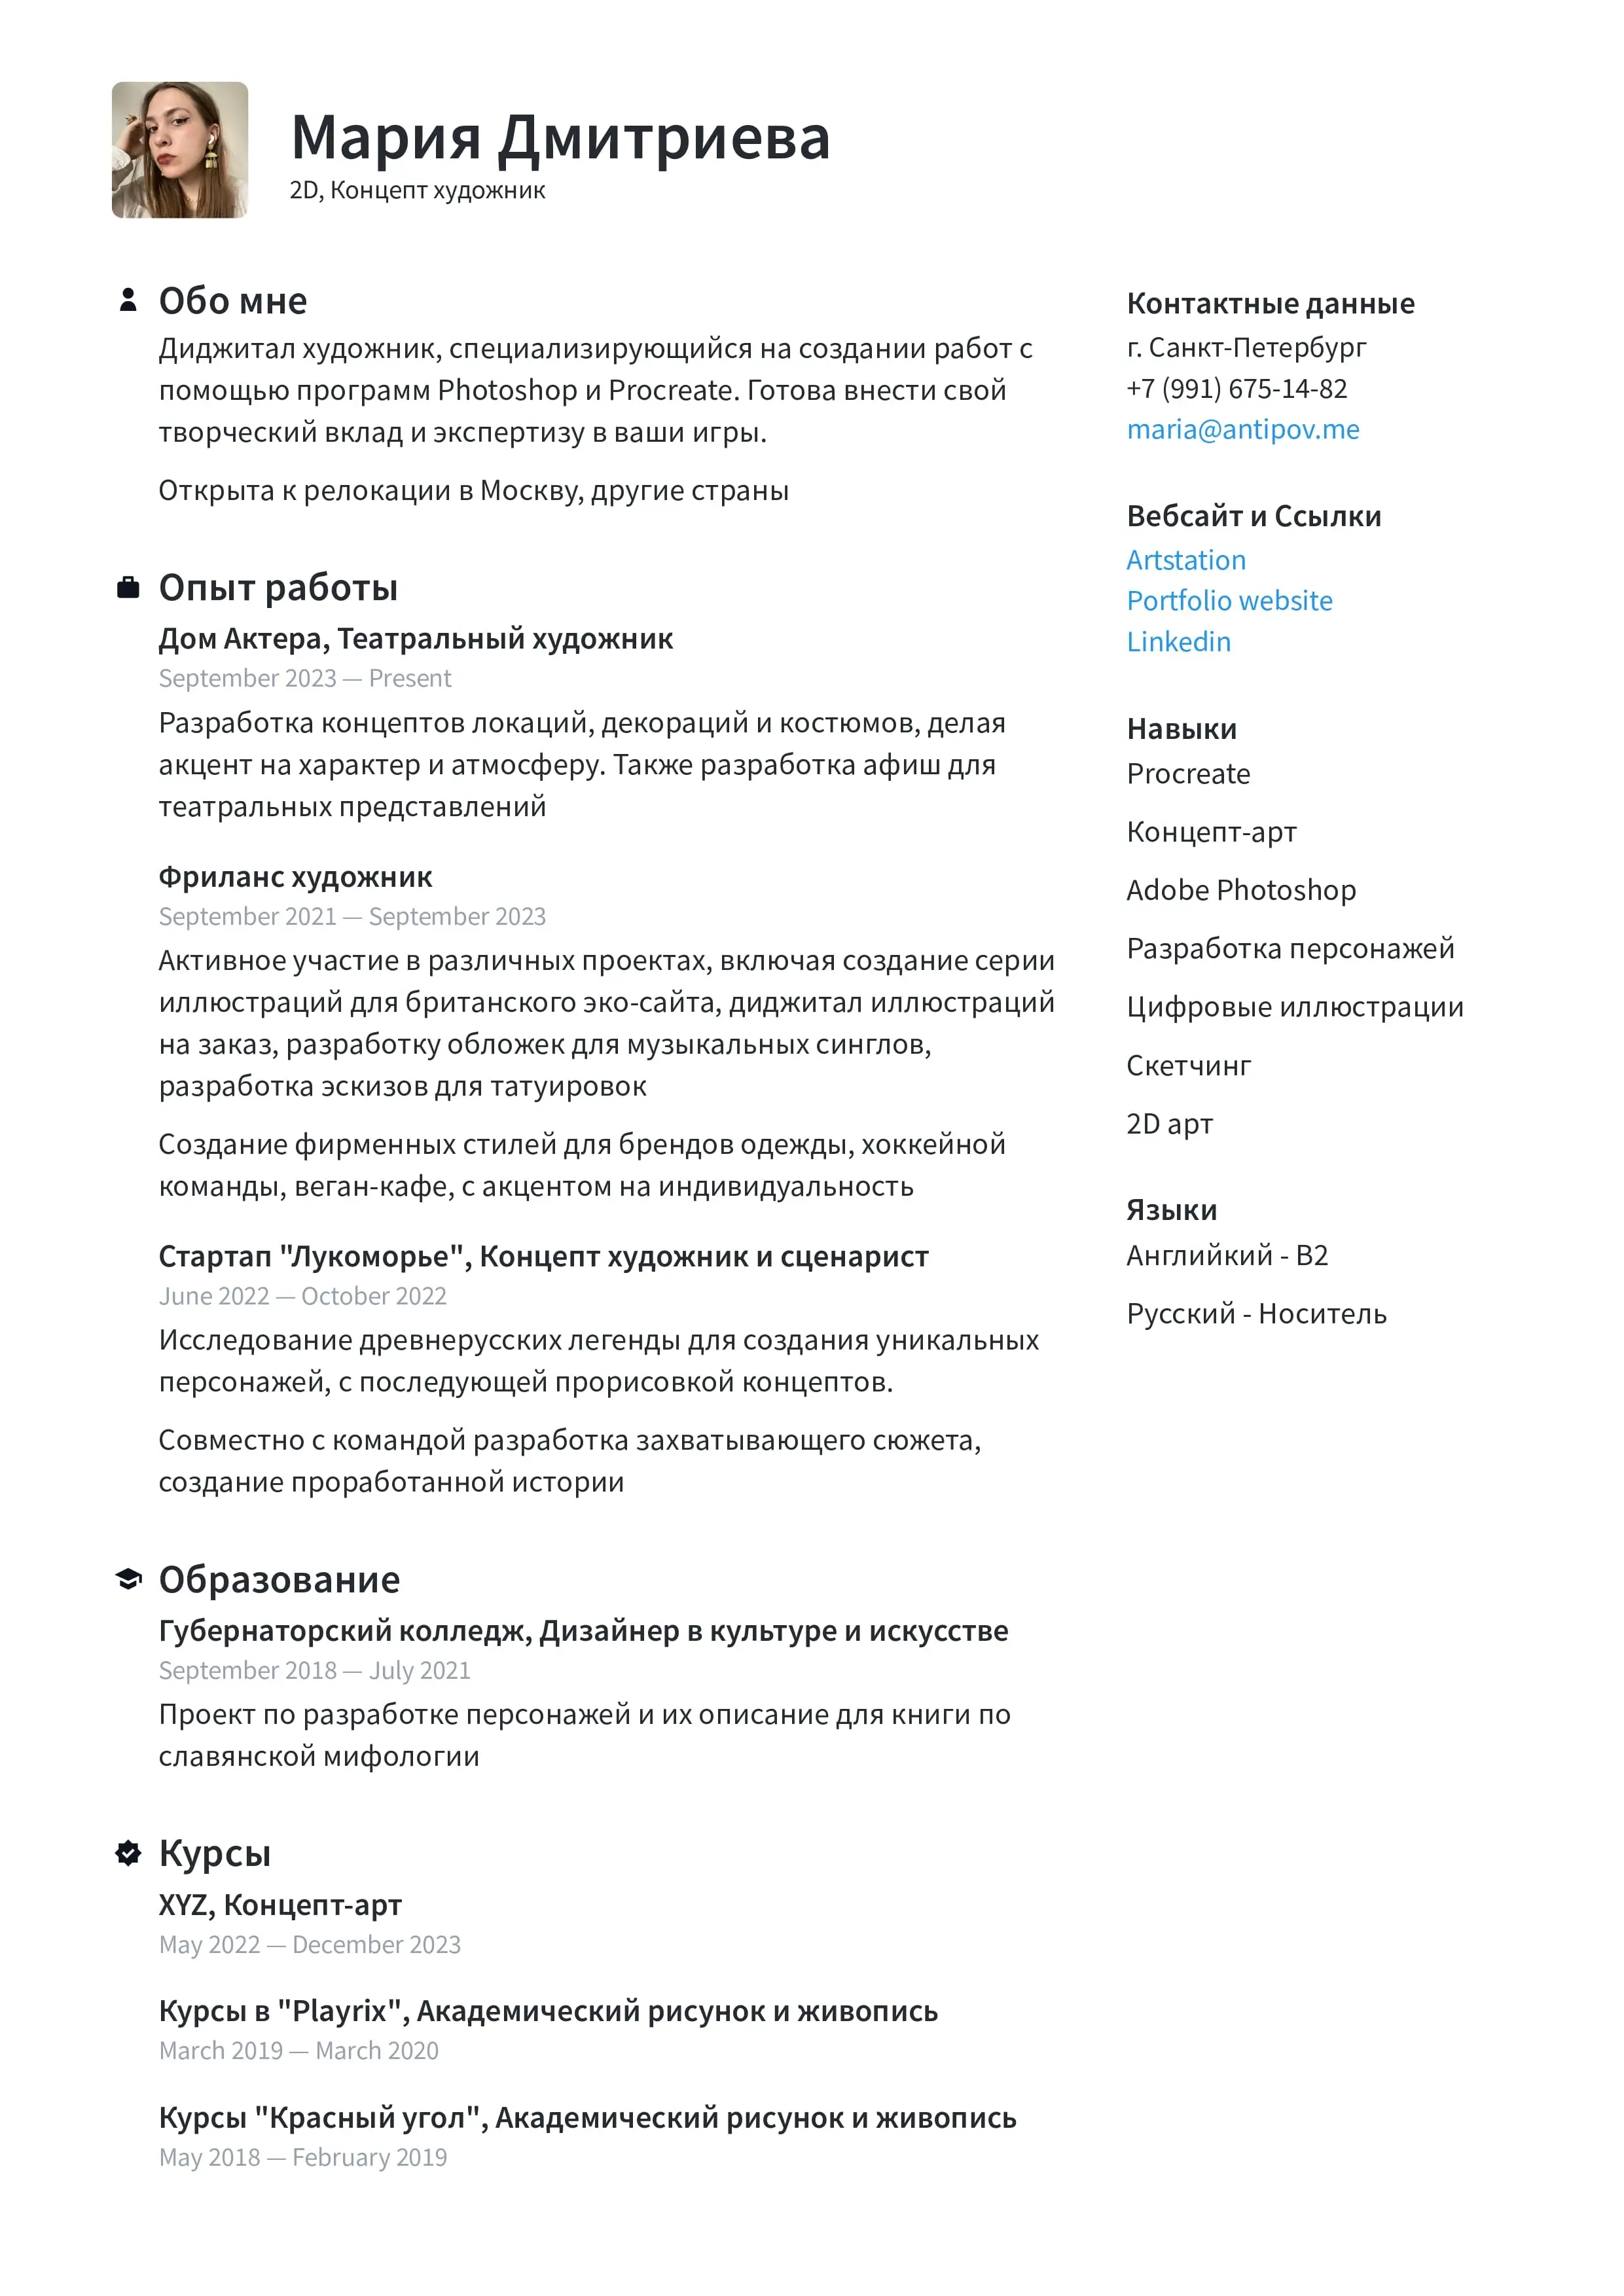 Мария Дмитриева
2D, Концепт художник
Обо мне
Диджитал художник, специализирующийся на создании работ с
помощью программ Photoshop и Procreate. Готова внести свой
творческий вклад и экспертизу в ваши игры.
Открыта к релокации в Москву, другие страны
Опыт работы
Дом Актера, Театральный художник
September 2023 — Present
Разработка концептов локаций, декораций и костюмов, делая
акцент на характер и атмосферу. Также разработка афиш для
театральных представлений
Фриланс художник
September 2021 — September 2023
Активное участие в различных проектах, включая создание серии
иллюстраций для британского эко-сайта, диджитал иллюстраций
на заказ, разработку обложек для музыкальных синглов,
разработка эскизов для татуировок
Создание фирменных стилей для брендов одежды, хоккейной
команды, веган-кафе, с акцентом на индивидуальность
Стартап "Лукоморье", Концепт художник и сценарист
June 2022 — October 2022
Исследование древнерусских легенды для создания уникальных
персонажей, с последующей прорисовкой концептов.
Совместно с командой разработка захватывающего сюжета,
создание проработанной истории
Образование
Губернаторский колледж, Дизайнер в культуре и искусстве
September 2018 — July 2021
Проект по разработке персонажей и их описание для книги по
славянской мифологии
Курсы
XYZ, Концепт-арт
May 2022 — December 2023
Курсы в "Playrix", Академический рисунок и живопись
March 2019 — March 2020
Курсы "Красный угол", Академический рисунок и живопись
May 2018 — February 2019
Контактные данные
г. Санкт-Петербург
+7 (991) 675-14-82
maria@antipov.me
Вебсайт и Ссылки
Artstation
Portfolio website
Linkedin
Навыки
Procreate
Концепт-арт
Adobe Photoshop
Разработка персонажей
Цифровые иллюстрации
Скетчинг
2D арт
Языки
Английкий - B2
Русский - Носитель